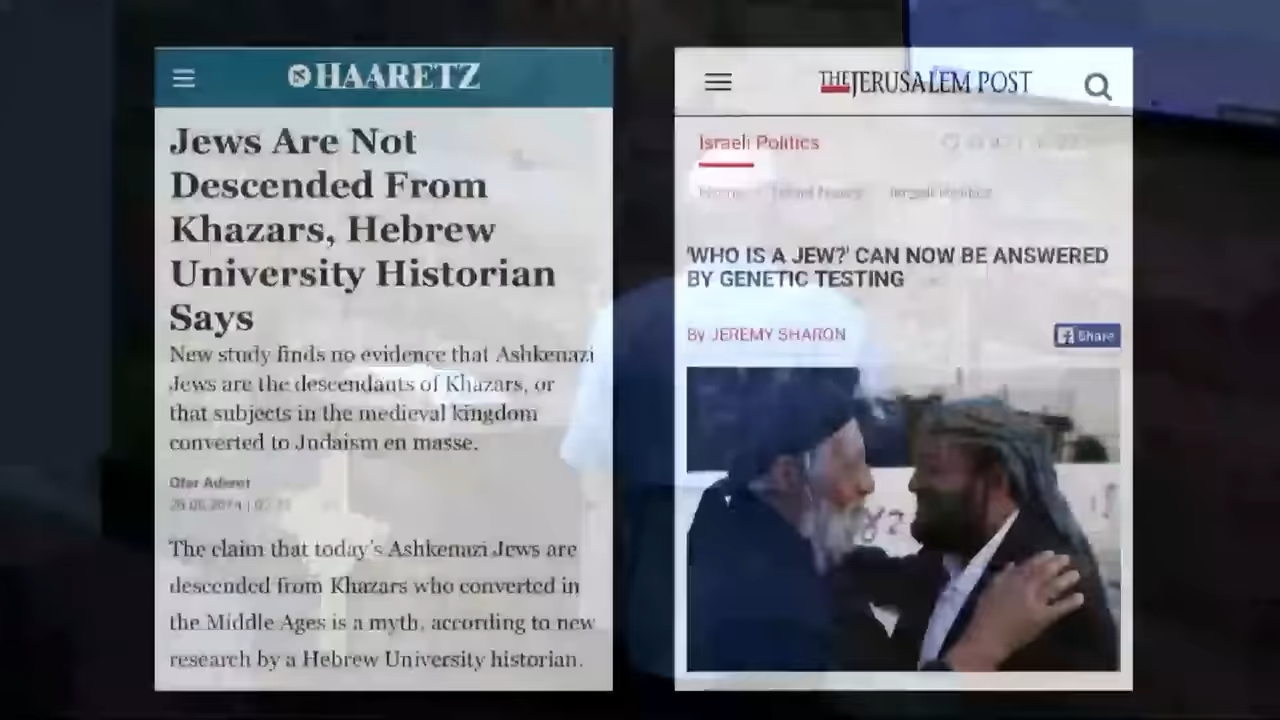 HAARETZ
Jews Are Not
Descended From
Khazars, Hebrew
University Historian
Says
New study finds no evidence that Ashkenazi
Jews are the descendants of Khazars, or
that subjects in the medieval kingdom
converted to Judaism en masse.
Ofer Aderet
The claim that today's Ashkenazi Jews are
descended from Khazars who converted in
the Middle Ages is a myth, according to new
research by a Hebrew University historian.
THE JERUSALEM POST
Israeli Politics
Israeli Politics
'WHO IS A JEW?' CAN NOW BE ANSWERED
BY GENETIC TESTING
By JEREMY SHARON
Share